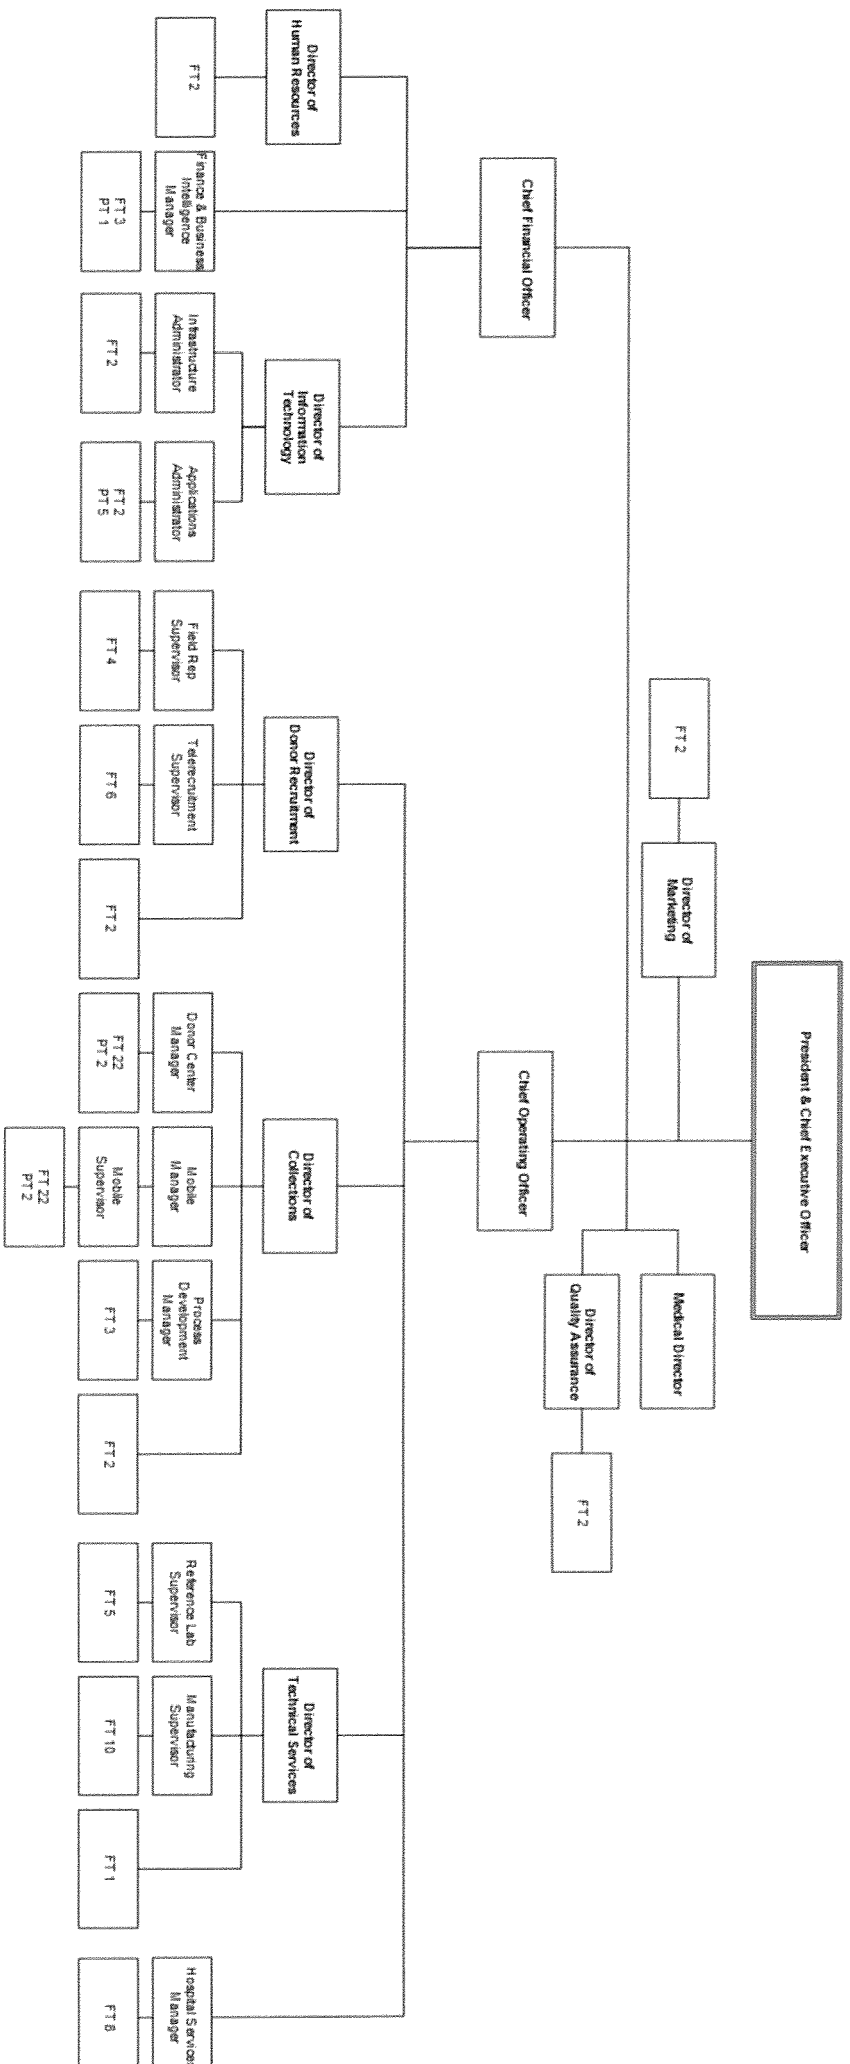 President & Chief Executive Officer
FT 2
Director of
Marketing
Medical Director
Director of
Quality Assurance
FT 2
Chief Financial Officer
Chief Operating Officer
Director of
Human Resources
FT 2
Finance & Business
Intelligence
Manager
FT 3
PT 1
Director of
Information
Technology
Infrastructure
Administrator
FT 2
Applications
Administrator
FT 2
PT 5
Director of
Donor Recruitment
Field Rep
Supervisor
FT 4
Telerecruitment
Supervisor
FT 6
FT 2
Director of
Collections
Donor Center
Manager
FT 22
PT 2
Mobile
Manager
Mobile
Supervisor
FT 22
PT 2
Process
Development
Manager
FT 3
FT 2
Director of
Technical Services
Reference Lab
Supervisor
FT 5
Manufacturing
Supervisor
FT 10
FT 1
Hospital Services
Manager
FT 8